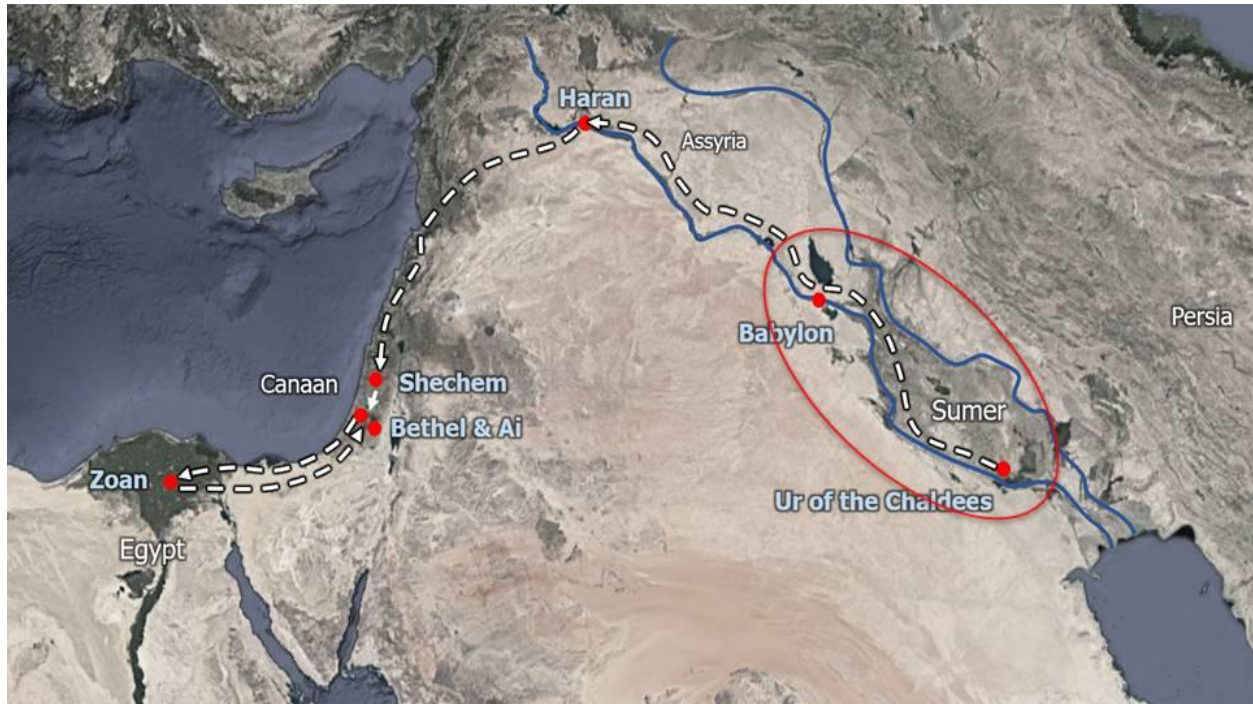 Haran
Assyria
Persia
Babylon
Canaan
Shechem
Sumer
Bethel & Ai
Zoan
Ur of the Chaldees
Egypt